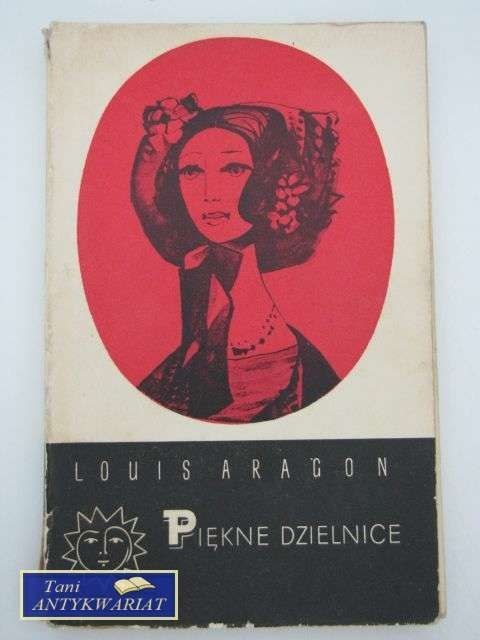 LOUIS ARAGON
PIĘKNE DZIELNICE
Tani
ANTYKWARIAT